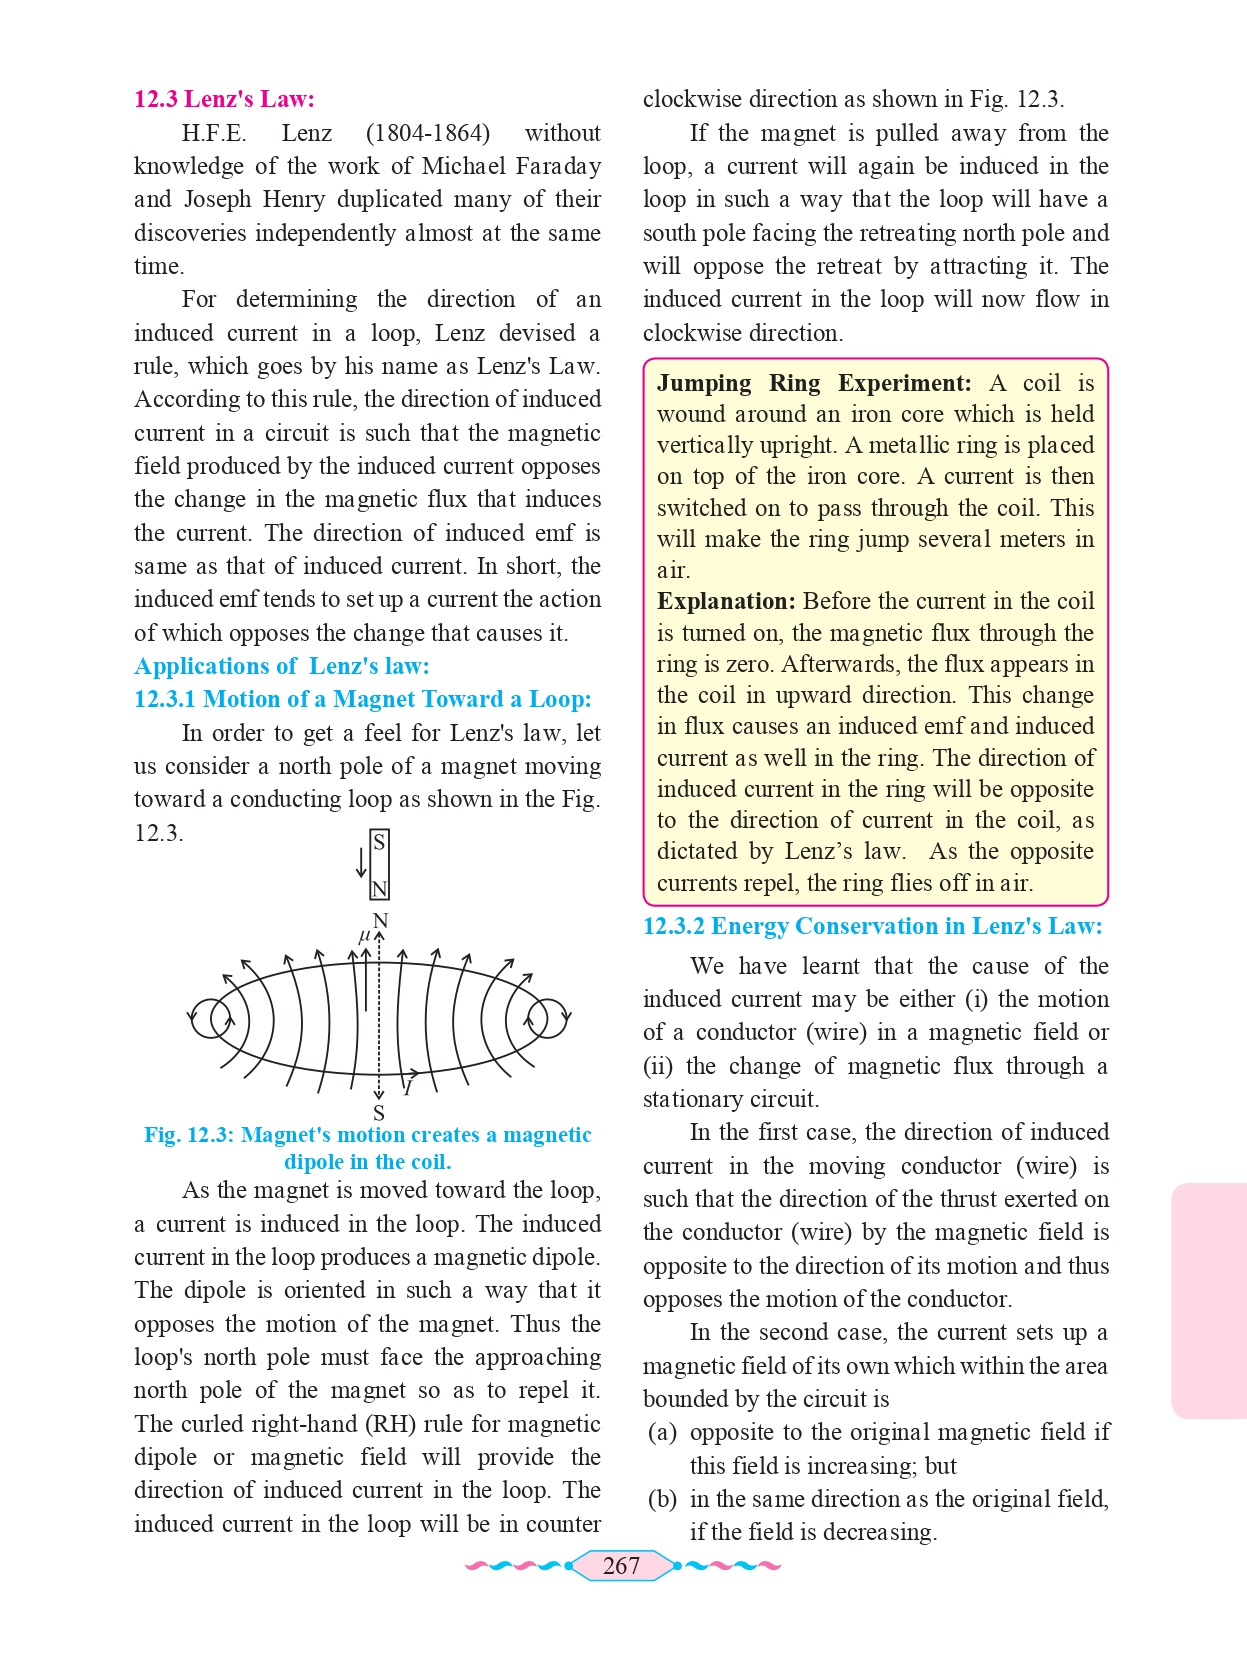 12.3 Lenz's Law:
H.F.E. Lenz (1804-1864) without
knowledge of the work of Michael Faraday
and Joseph Henry duplicated many of their
discoveries independently almost at the same
time.
For determining the direction of an
induced current in a loop, Lenz devised a
rule, which goes by his name as Lenz's Law.
According to this rule, the direction of induced
current in a circuit is such that the magnetic
field produced by the induced current opposes
the change in the magnetic flux that induces
the current. The direction of induced emf is
same as that of induced current. In short, the
induced emf tends to set up a current the action
of which opposes the change that causes it.
Applications of Lenz's law:
12.3.1 Motion of a Magnet Toward a Loop:
In order to get a feel for Lenz's law, let
us consider a north pole of a magnet moving
toward a conducting loop as shown in the Fig.
12.3.
S
N
N
μ
I
S
Fig. 12.3: Magnet's motion creates a magnetic
dipole in the coil.
As the magnet is moved toward the loop,
a current is induced in the loop. The induced
current in the loop produces a magnetic dipole.
The dipole is oriented in such a way that it
opposes the motion of the magnet. Thus the
loop's north pole must face the approaching
north pole of the magnet so as to repel it.
The curled right-hand (RH) rule for magnetic
dipole or magnetic field will provide the
direction of induced current in the loop. The
induced current in the loop will be in counter
clockwise direction as shown in Fig. 12.3.
If the magnet is pulled away from the
loop, a current will again be induced in the
loop in such a way that the loop will have a
south pole facing the retreating north pole and
will oppose the retreat by attracting it. The
induced current in the loop will now flow in
clockwise direction.
Jumping Ring Experiment: A coil is
wound around an iron core which is held
vertically upright. A metallic ring is placed
on top of the iron core. A current is then
switched on to pass through the coil. This
will make the ring jump several meters in
air.
Explanation: Before the current in the coil
is turned on, the magnetic flux through the
ring is zero. Afterwards, the flux appears in
the coil in upward direction. This change
in flux causes an induced emf and induced
current as well in the ring. The direction of
induced current in the ring will be opposite
to the direction of current in the coil, as
dictated by Lenz’s law. As the opposite
currents repel, the ring flies off in air.
12.3.2 Energy Conservation in Lenz's Law:
We have learnt that the cause of the
induced current may be either (i) the motion
of a conductor (wire) in a magnetic field or
(ii) the change of magnetic flux through a
stationary circuit.
In the first case, the direction of induced
current in the moving conductor (wire) is
such that the direction of the thrust exerted on
the conductor (wire) by the magnetic field is
opposite to the direction of its motion and thus
opposes the motion of the conductor.
In the second case, the current sets up a
magnetic field of its own which within the area
bounded by the circuit is
(a) opposite to the original magnetic field if
this field is increasing; but
(b) in the same direction as the original field,
if the field is decreasing.
267